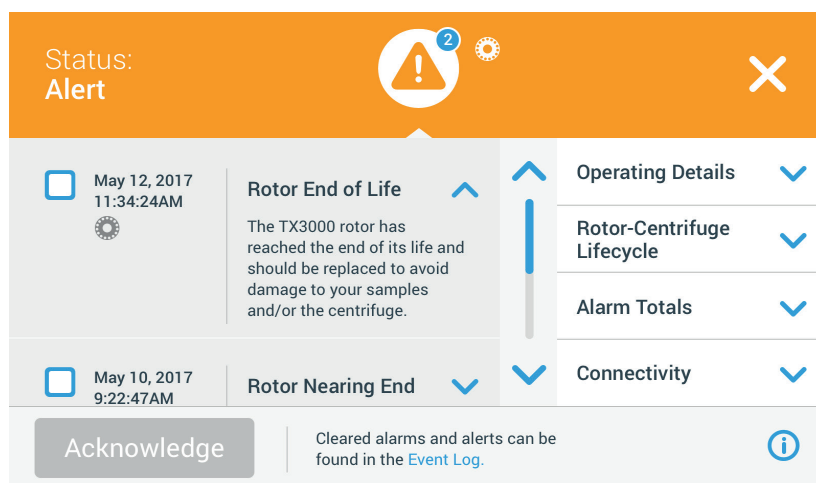 Status:
Alert
2
May 12, 2017
11:34:24AM
Rotor End of Life
The TX3000 rotor has
reached the end of its life and
should be replaced to avoid
damage to your samples
and/or the centrifuge.
May 10, 2017
9:22:47AM
Rotor Nearing End
Operating Details
Rotor-Centrifuge
Lifecycle
Alarm Totals
Connectivity
Acknowledge
Cleared alarms and alerts can be
found in the Event Log.